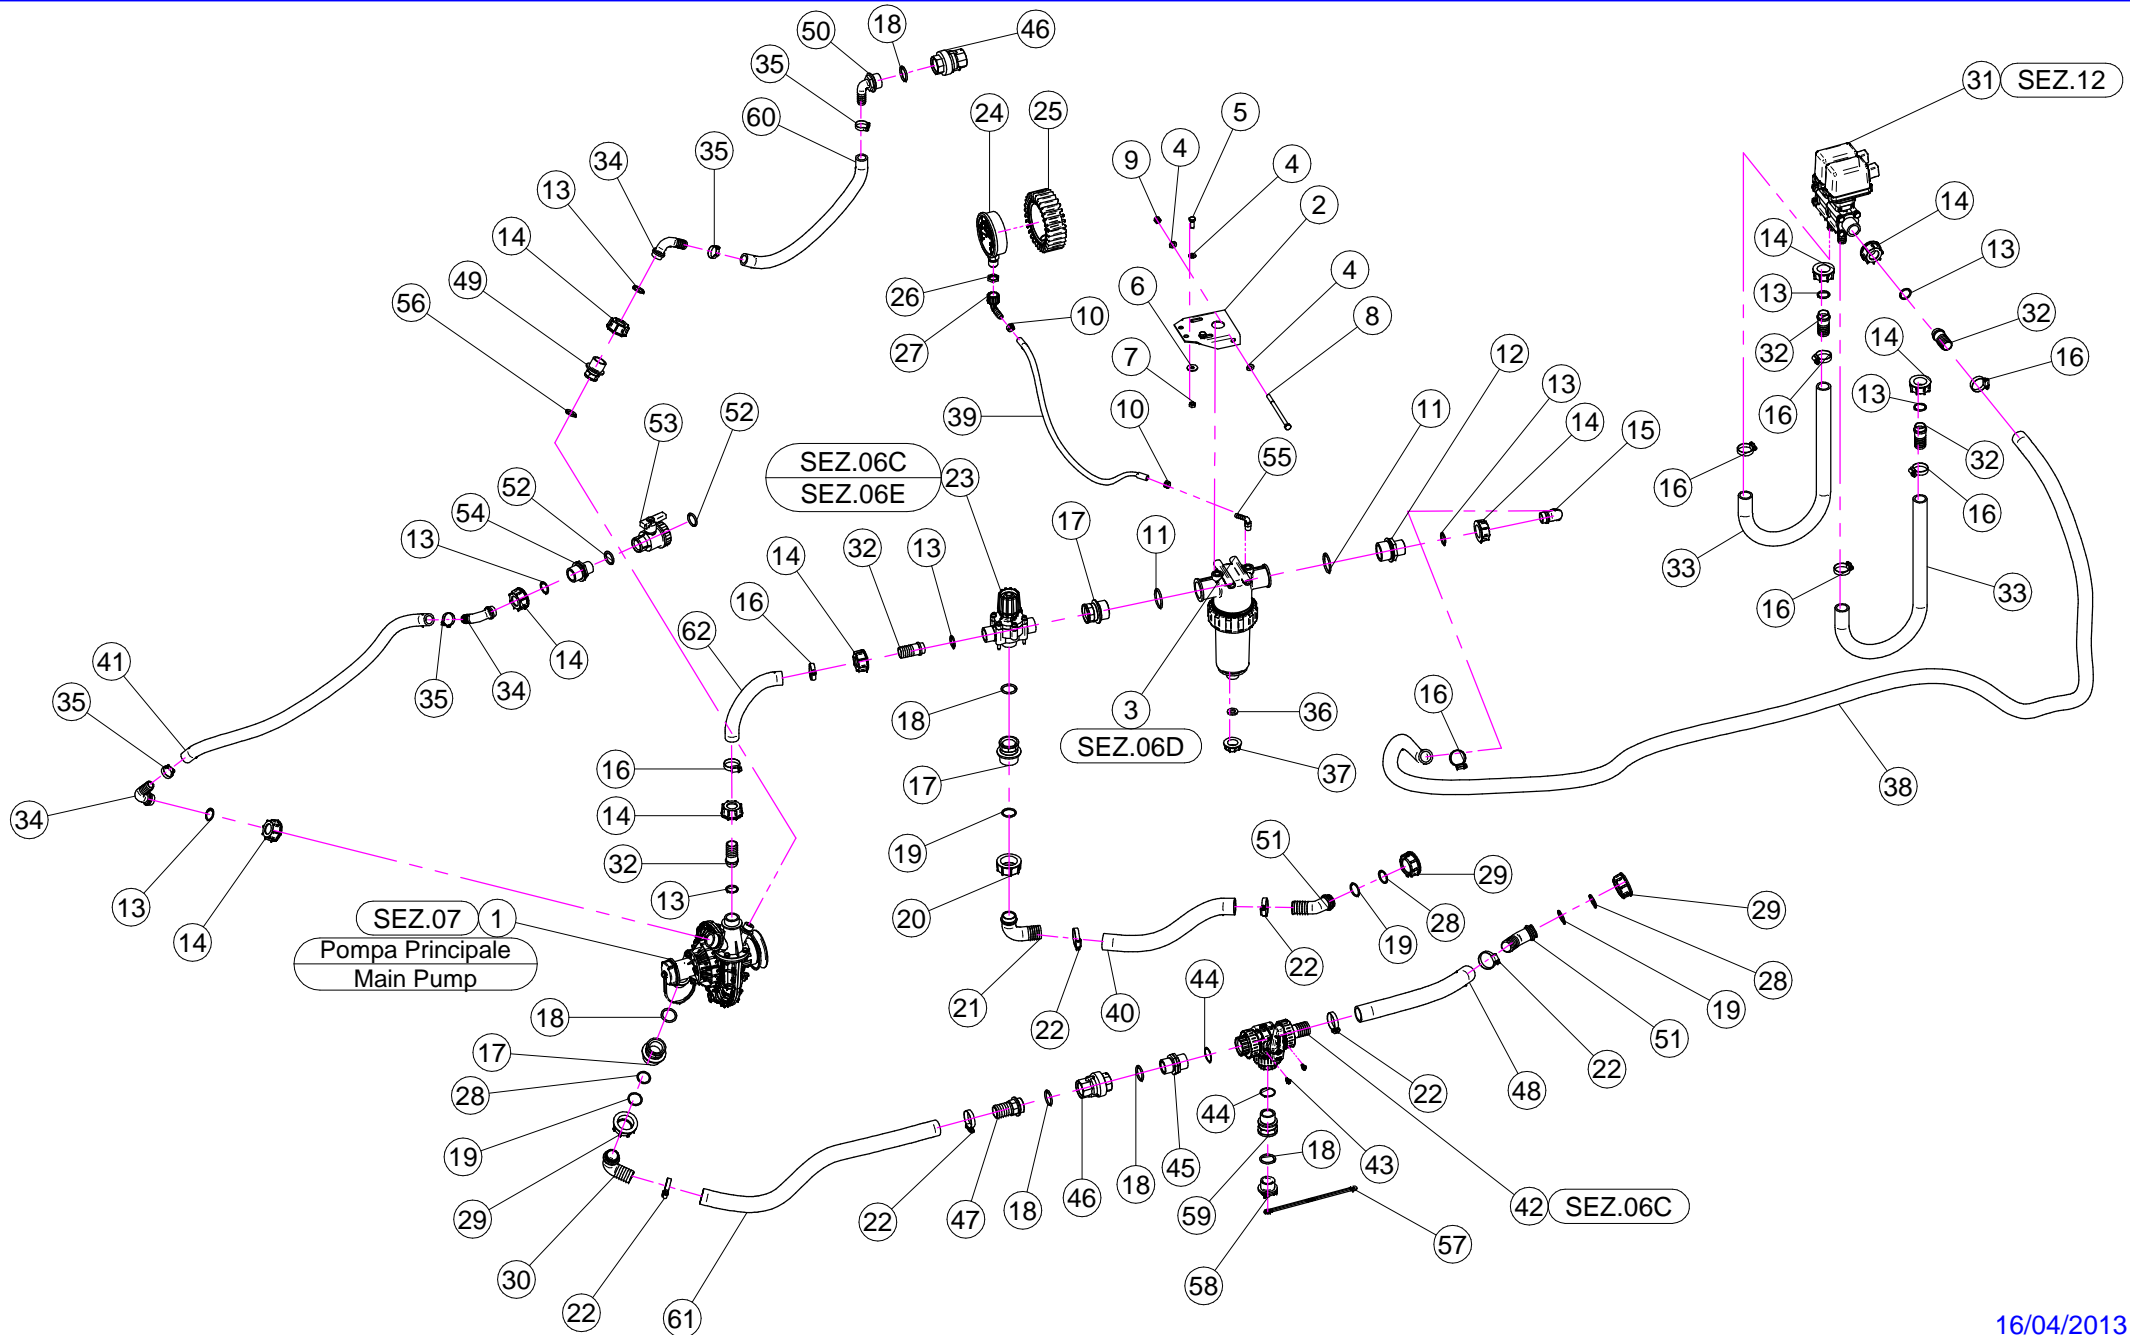 50 18 46
35
24 25 5 31 SEZ.12
60
34 35 9 4 4
13 2 14
14 14 13
49 26 10 6 4 8 13
56 27 7 12 32 32 14 16
53 52 39 10 11 13 14 15 16 13
SEZ.06C 23
SEZ.06E
55 32
52 16 16
54
13 14 32 13 17 11 33 16 33
16
62
41 14
35 35 34 18 3 36 16
SEZ.06D
16 17 37 38
34 14
32 19 51 29
13 13
14 SEZ.07 1 20 19 28 29
Pompa Principale
Main Pump
21 22 40 22 44 28
18 19
17 51
28 22
22 48
19 44
22 47 18 46 18 45 59 18 43
29 42 SEZ.06C
30 58 57
22 61
16/04/2013